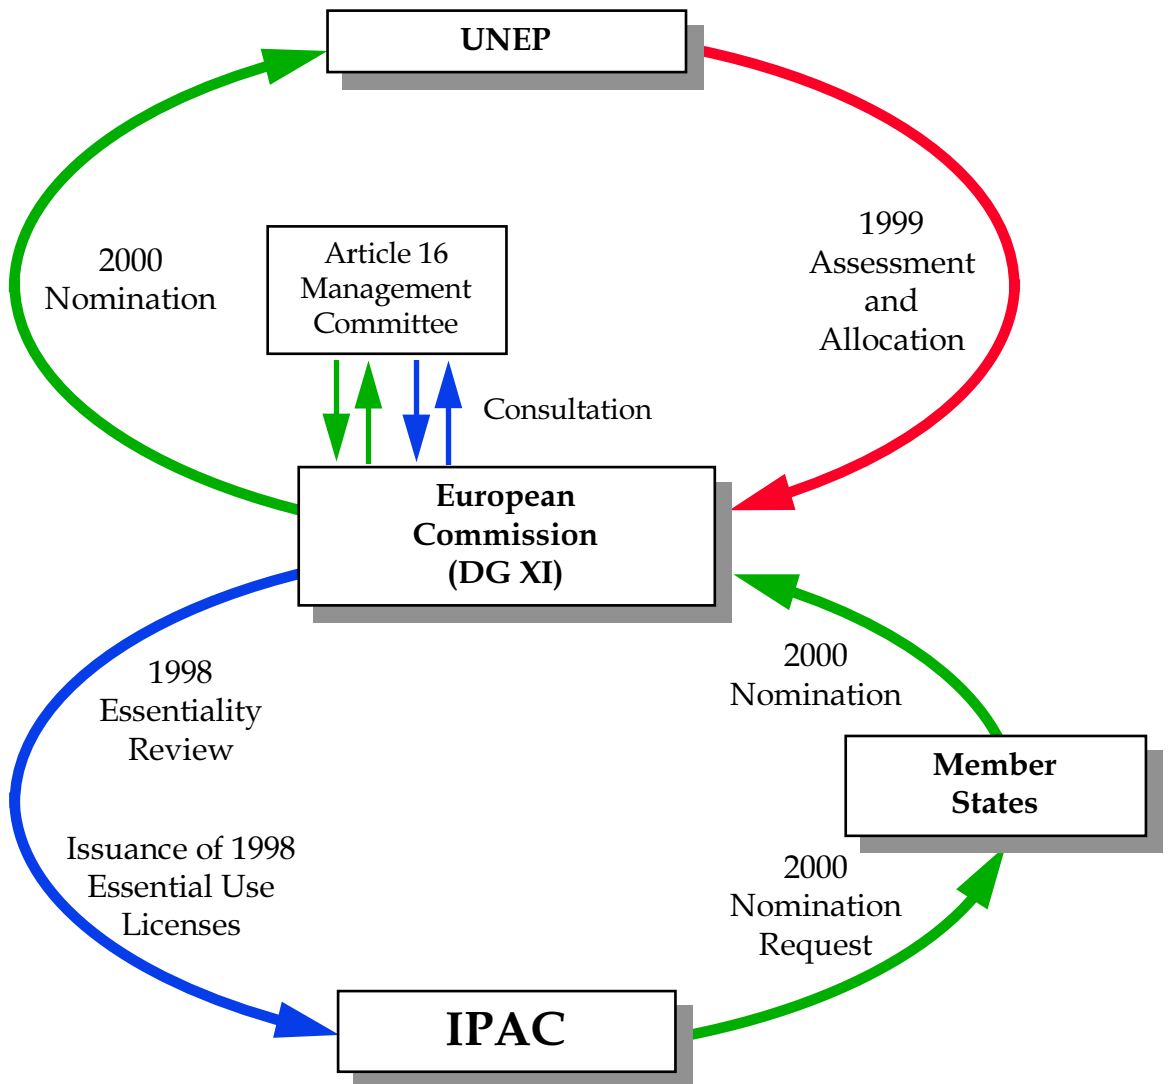 UNEP
2000
Nomination
Article 16
Management
Committee
1999
Assessment
and
Allocation
Consultation
European
Commission
(DG XI)
1998
Essentiality
Review
2000
Nomination
Member
States
Issuance of 1998
Essential Use
Licenses
2000
Nomination
Request
IPAC